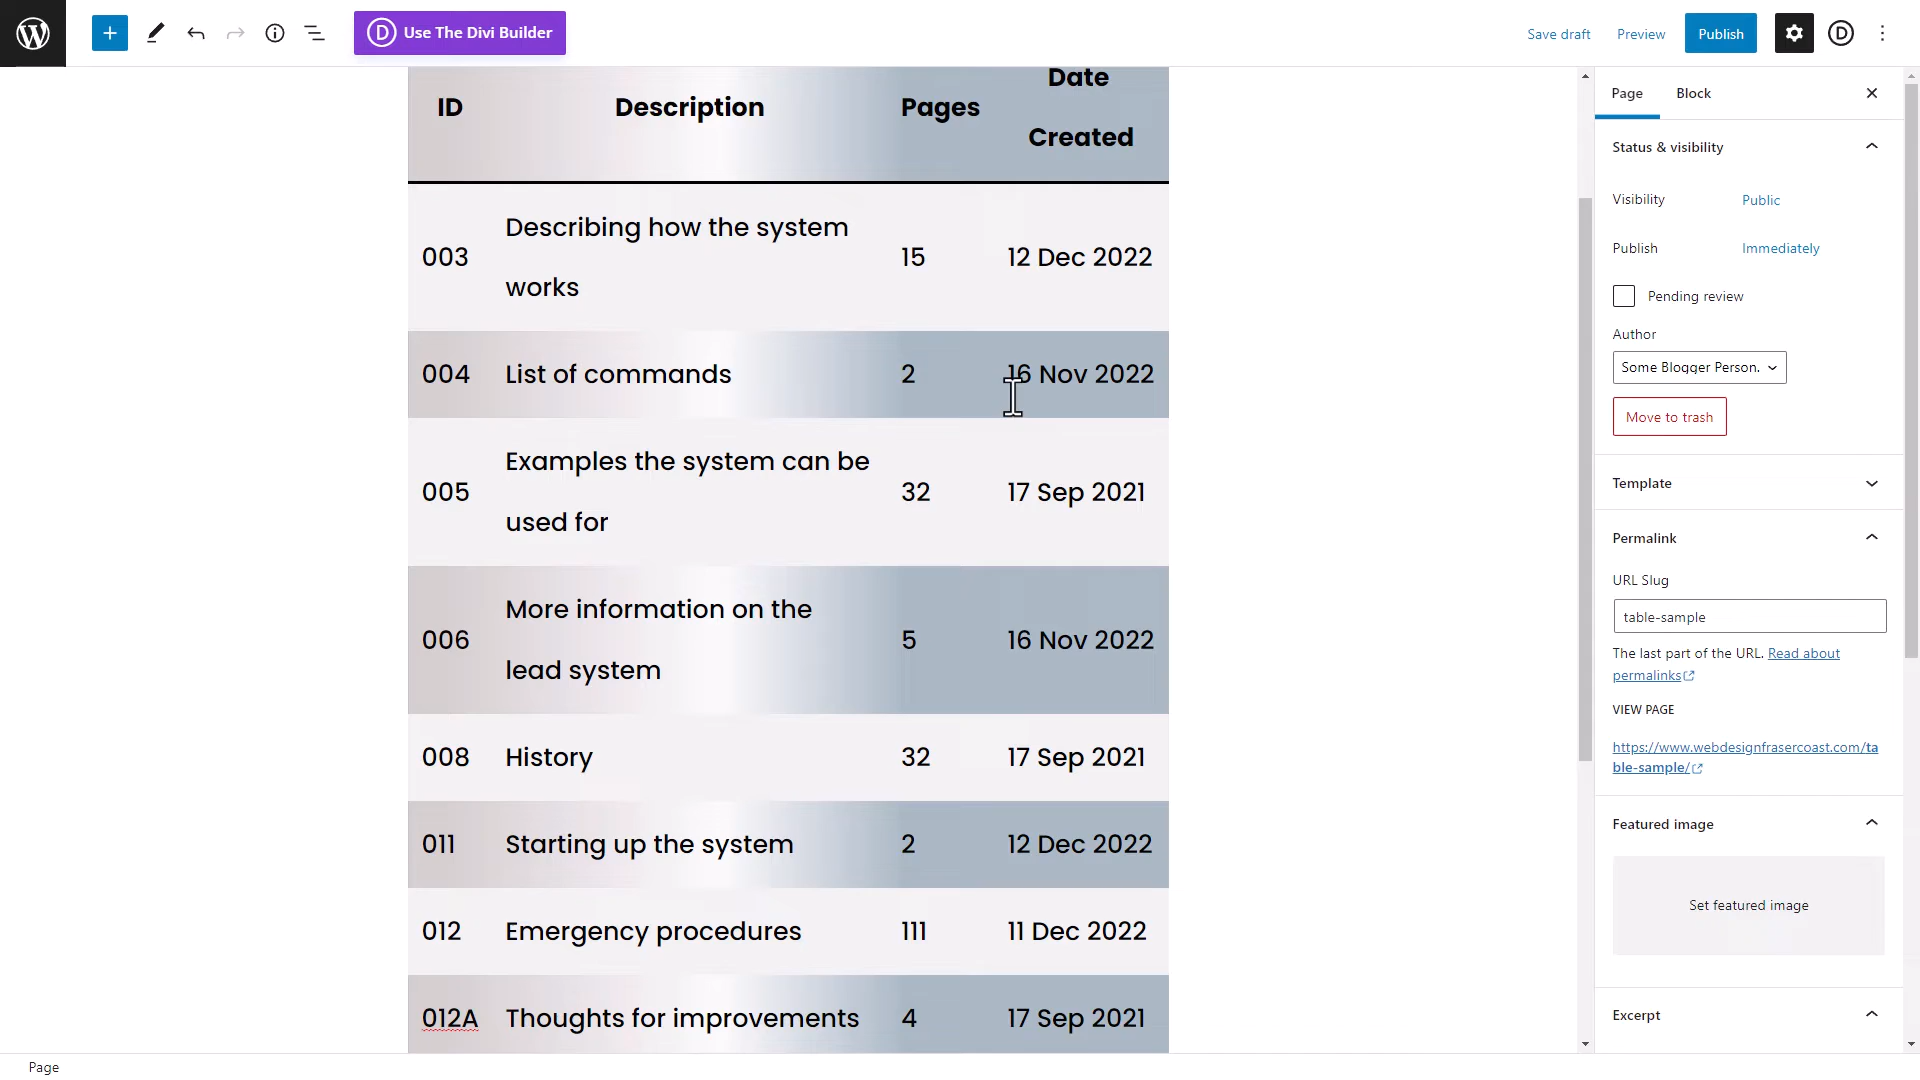 Use The Divi Builder
Save draft
Preview
Publish
ID
Description
Pages
Date
Created
003
Describing how the system
works
15
12 Dec 2022
004
List of commands
2
16 Nov 2022
005
Examples the system can be
used for
32
17 Sep 2021
006
More information on the
lead system
5
16 Nov 2022
008
History
32
17 Sep 2021
011
Starting up the system
2
12 Dec 2022
012
Emergency procedures
111
11 Dec 2022
012A
Thoughts for improvements
4
17 Sep 2021
Page
Block
Status & visibility
Visibility
Public
Publish
Immediately
Pending review
Author
Some Blogger Person.
Move to trash
Template
Permalink
URL Slug
table-sample
The last part of the URL. Read about
permalinks
VIEW PAGE
https://www.webdesignfrasercoast.com/ta
ble-sample/
Featured image
Set featured image
Excerpt
Page